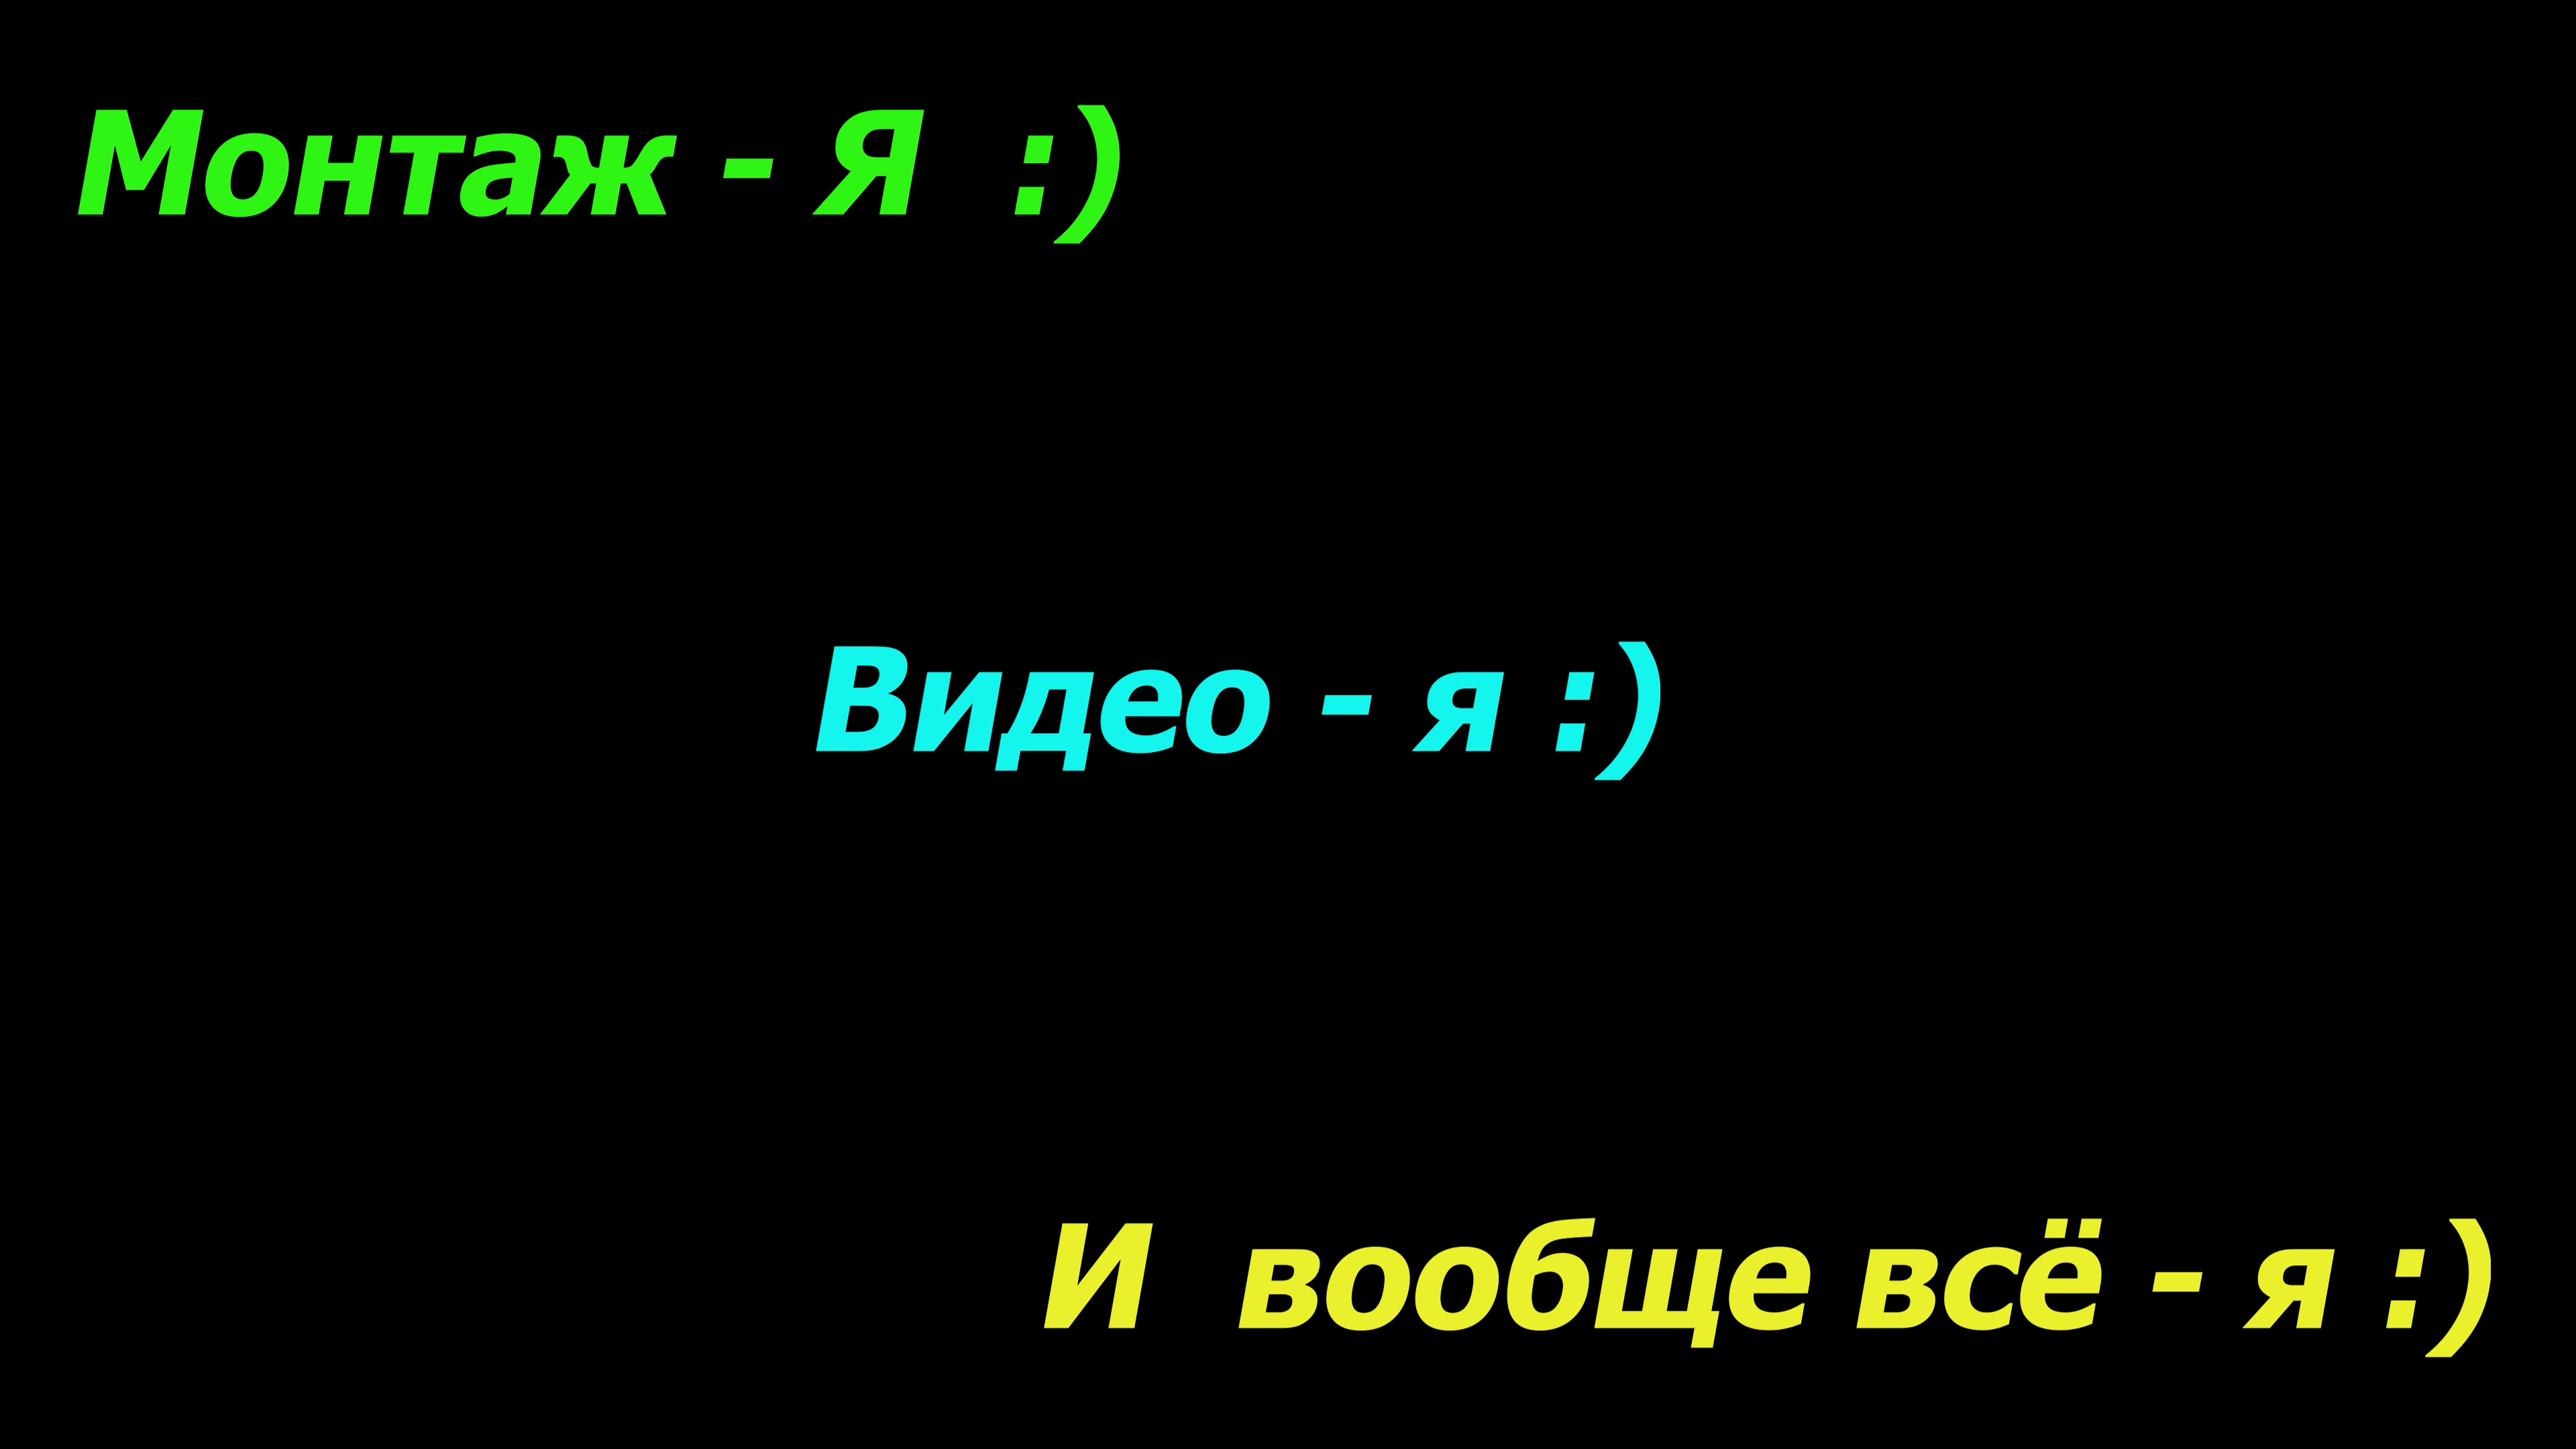 Монтаж - Я  :)
Видео - я :)
И  вообще всё - я :)